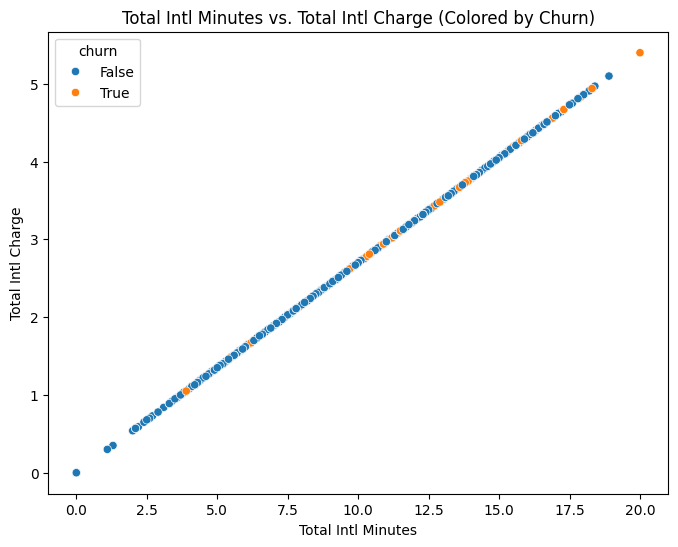 Total Intl Minutes vs. Total Intl Charge (Colored by Churn)
churn
False
True
Total Intl Charge
5
4
3
2
1
0
0.0 2.5 5.0 7.5 10.0 12.5 15.0 17.5 20.0
Total Intl Minutes